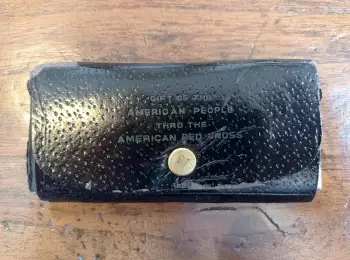 GIFT OF THE
AMERICAN PEOPLE
THRU THE
AMERICAN RED CROSS